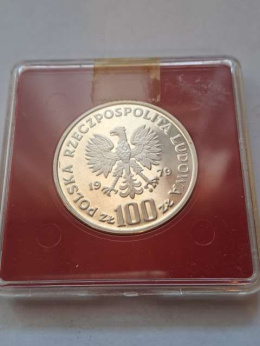 POLSKA RZECZPOSPOLITA LUDOWA
19 79
ZŁ 100 ZŁ